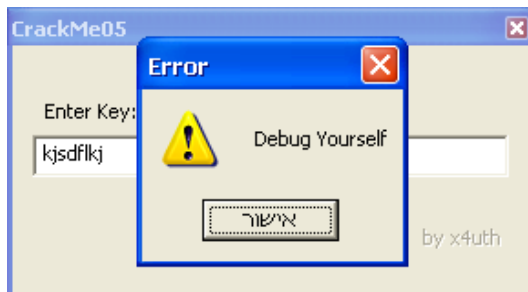 CrackMe05
Error
Enter Key:
Debug Yourself
kjsdflkj
אישור
by x4uth